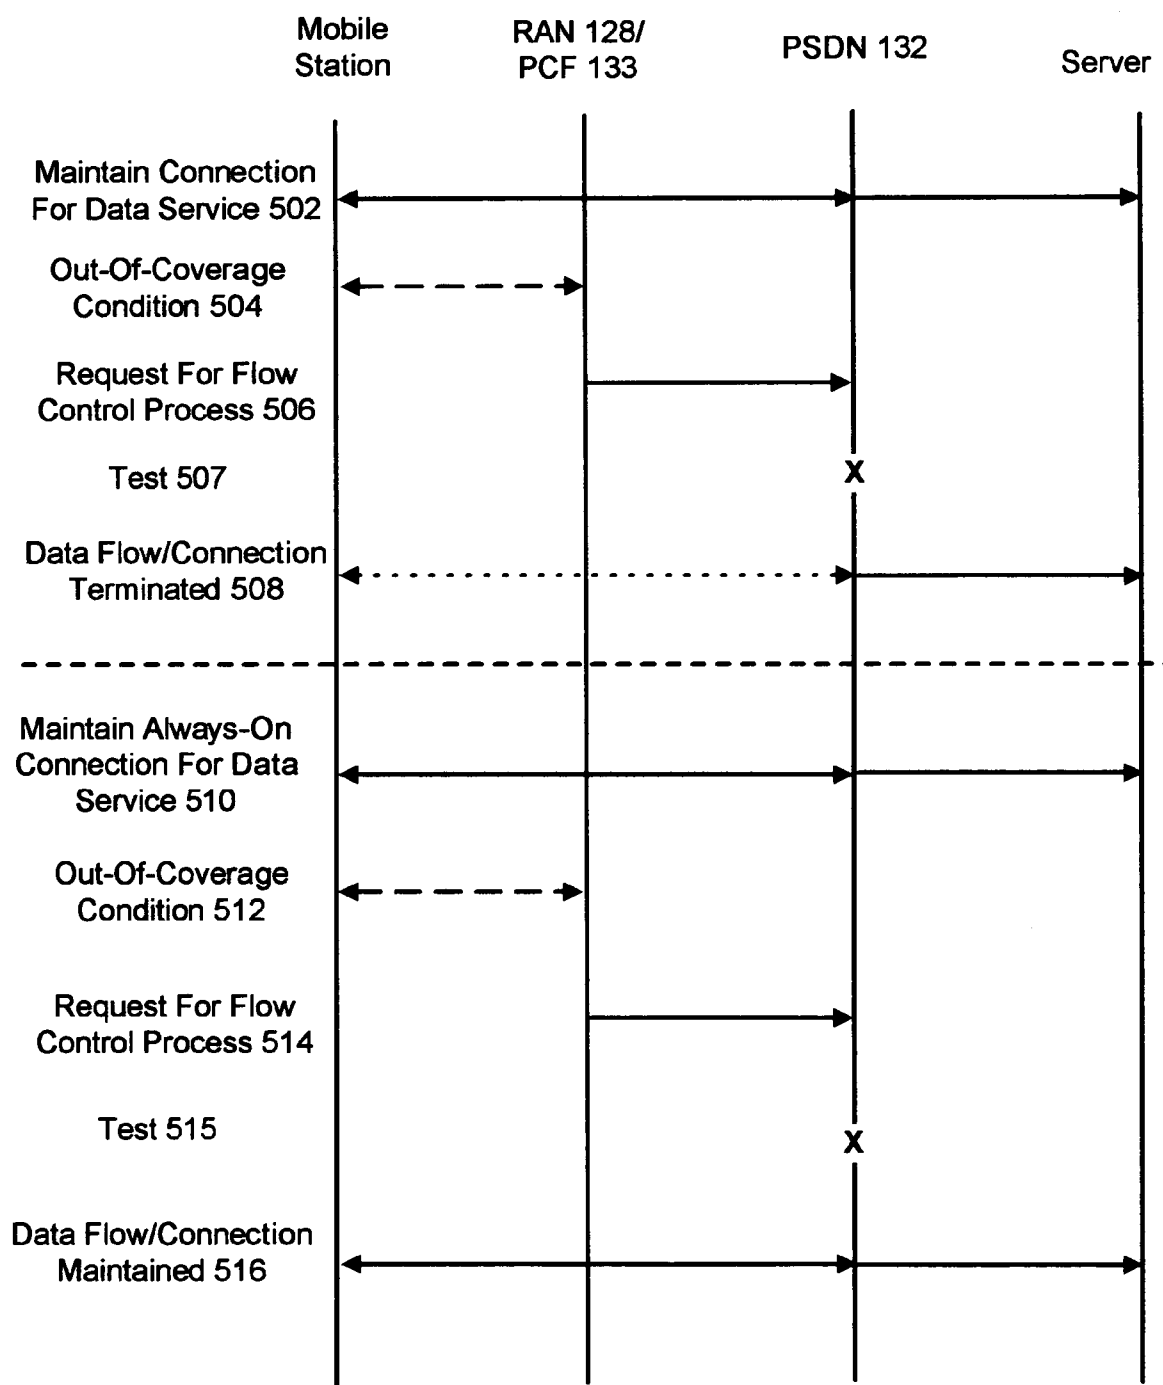 Mobile
Station
RAN 128/
PCF 133
PSDN 132
Server
Maintain Connection
For Data Service 502
Out-Of-Coverage
Condition 504
Request For Flow
Control Process 506
Test 507
X
Data Flow/Connection
Terminated 508
Maintain Always-On
Connection For Data
Service 510
Out-Of-Coverage
Condition 512
Request For Flow
Control Process 514
Test 515
X
Data Flow/Connection
Maintained 516